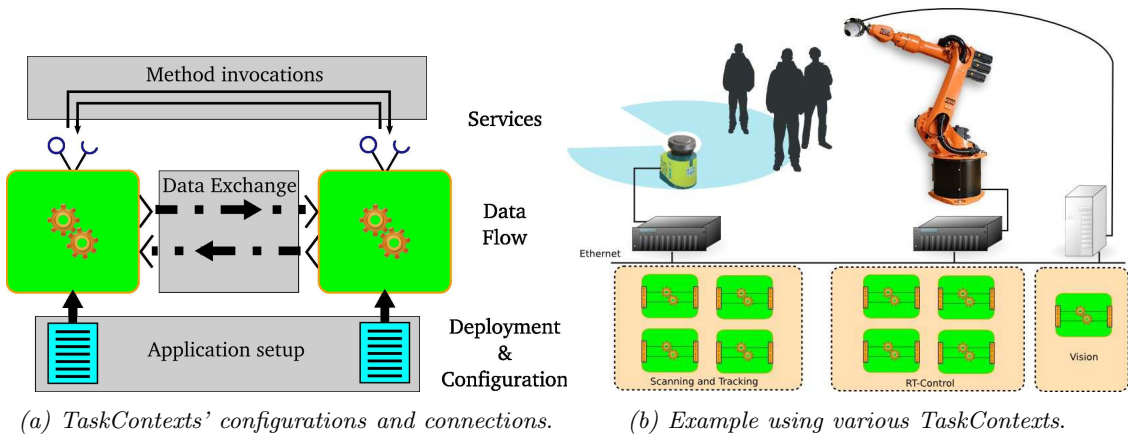 Method invocations
Services
Data Exchange
Data
Flow
Application setup
Deployment
&
Configuration
(a) TaskContexts' configurations and connections.
Ethernet
Scanning and Tracking
RT-Control
Vision
(b) Example using various TaskContexts.